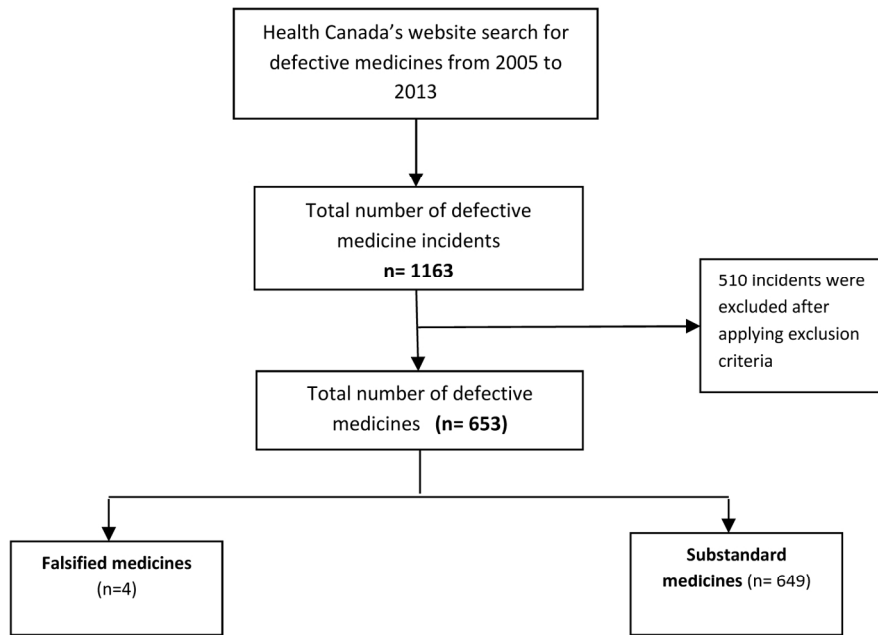 Health Canada’s website search for
defective medicines from 2005 to
2013
Total number of defective
medicine incidents
n= 1163
510 incidents were
excluded after
applying exclusion
criteria
Total number of defective
medicines (n= 653)
Falsified medicines
(n=4)
Substandard
medicines (n= 649)